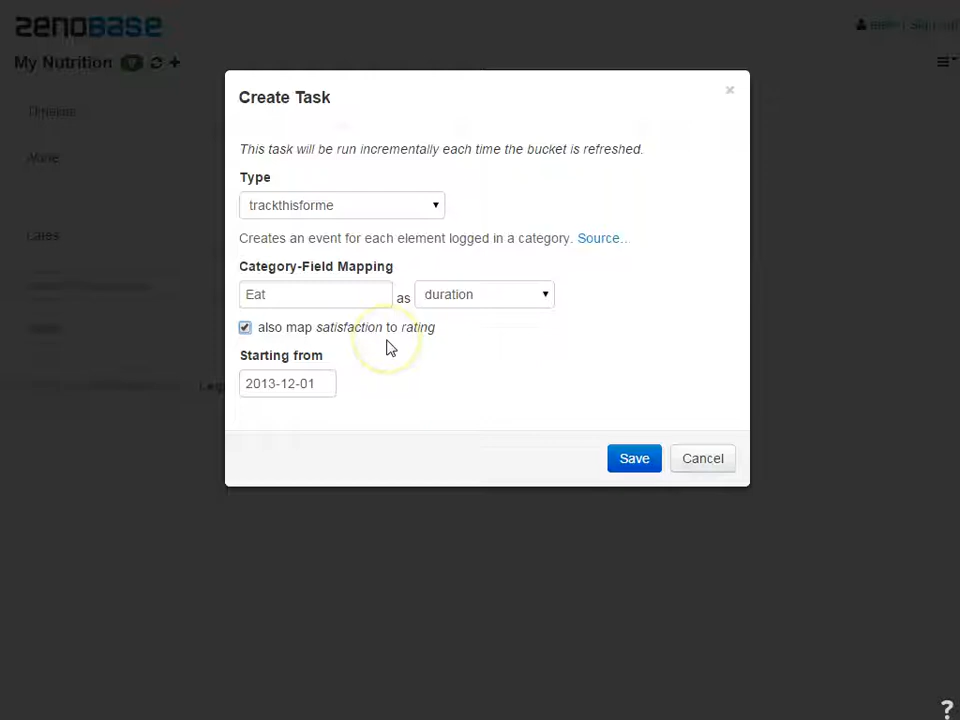 zenobase
My Nutrition
Create Task
×
This task will be run incrementally each time the bucket is refreshed.
Type
trackthisforme
Creates an event for each element logged in a category. Source...
Category-Field Mapping
Eat as duration
also map satisfaction to rating
Starting from
2013-12-01
Save Cancel
?